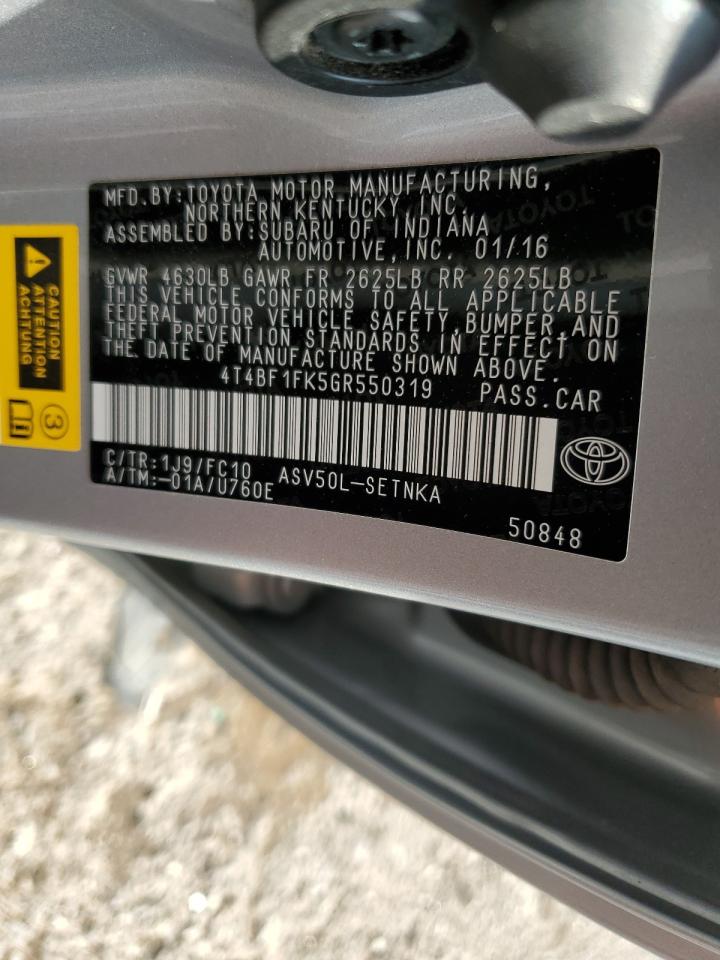 MFD.BY:TOYOTA MOTOR MANUFACTURING,
NORTHERN KENTUCKY,INC.
ASSEMBLED BY:SUBARU OF INDIANA
AUTOMOTIVE,INC. 01/16
GVWR 4630LB GAWR FR 2625LB RR 2625LB
THIS VEHICLE CONFORMS TO ALL APPLICABLE
FEDERAL MOTOR VEHICLE SAFETY,BUMPER,AND
THEFT PREVENTION STANDARDS IN EFFECT ON
THE DATE OF MANUFACTURE SHOWN ABOVE.
4T4BF1FK5GR550319 PASS.CAR
C/TR:1J9/FC10
A/TM:-01A/U760E
ASV50L-SETNKA
50848
CAUTION
ATTENTION
ACHTUNG
3